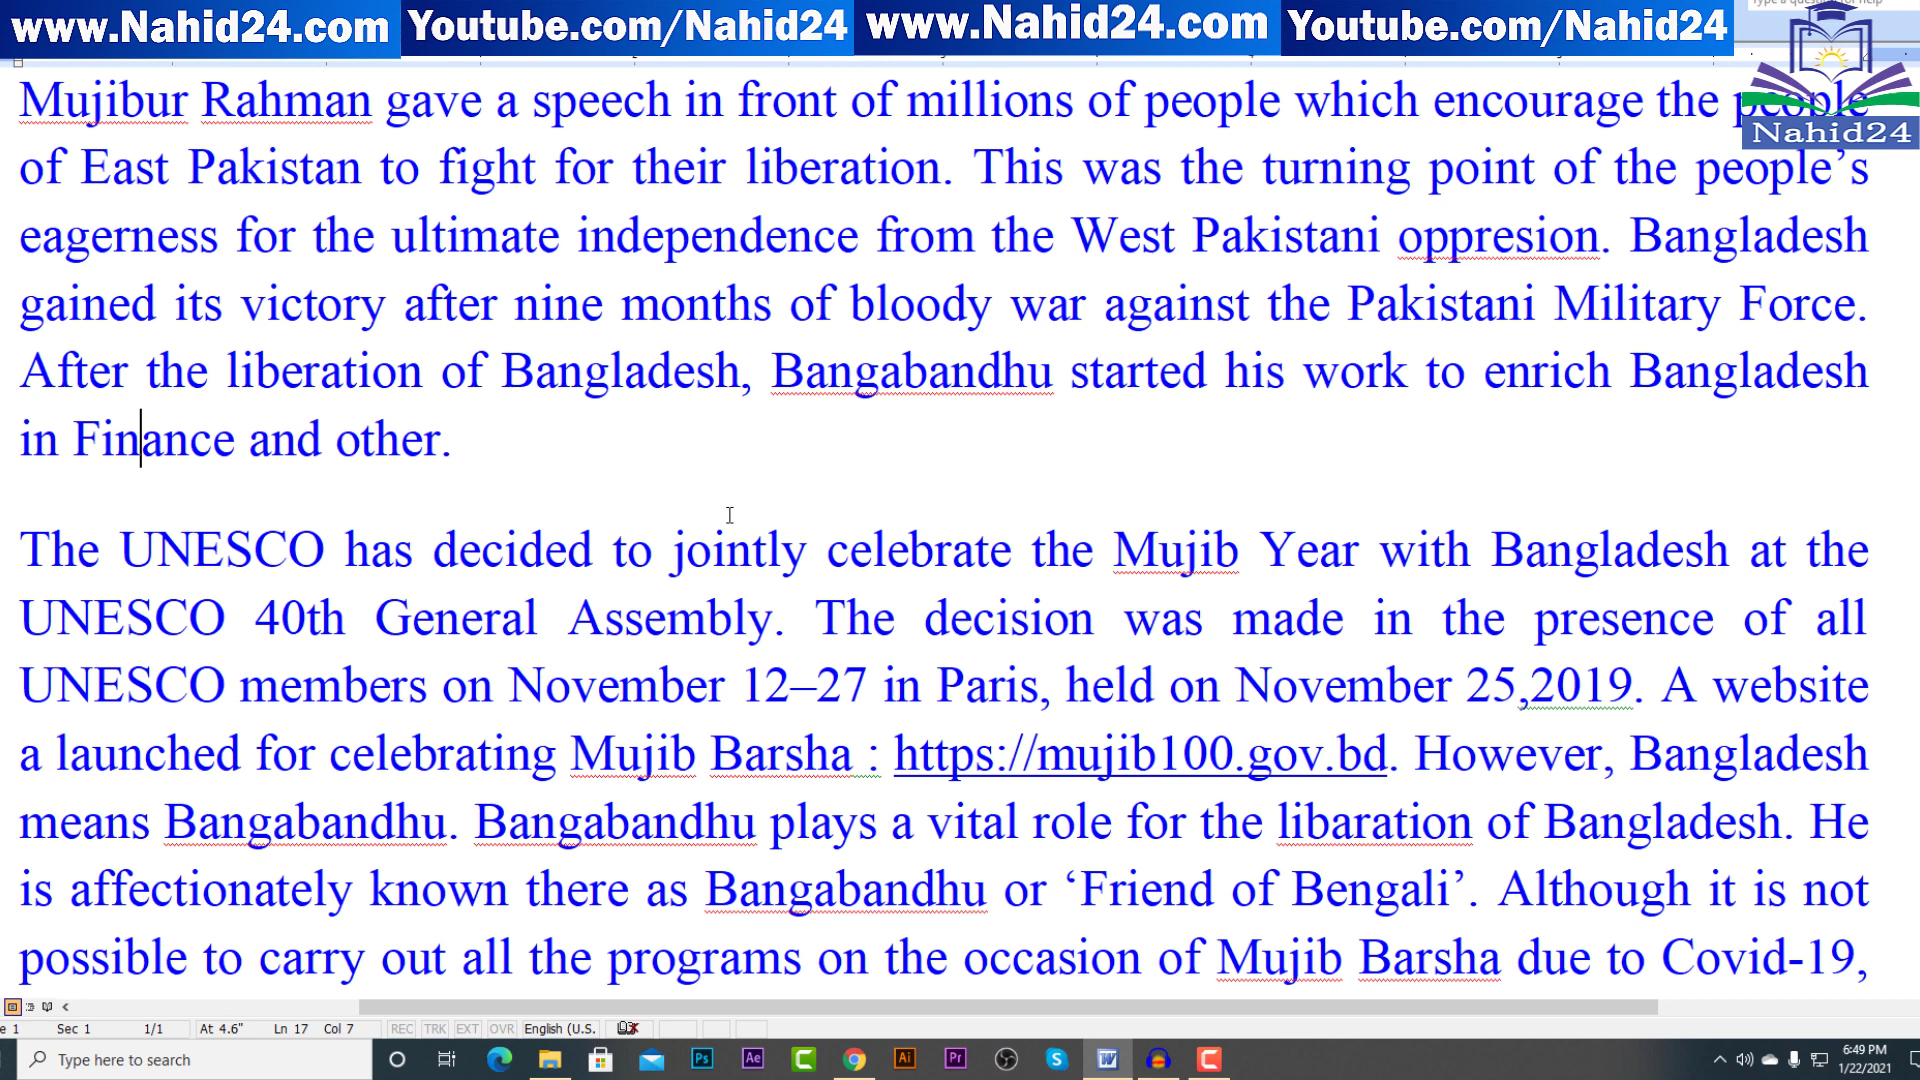 www.Nahid24.com Youtube.com/Nahid24 www.Nahid24.com Youtube.com/Nahid24
Nahid24
Mujibur Rahman gave a speech in front of millions of people which encourage the people
of East Pakistan to fight for their liberation. This was the turning point of the people’s
eagerness for the ultimate independence from the West Pakistani oppresion. Bangladesh
gained its victory after nine months of bloody war against the Pakistani Military Force.
After the liberation of Bangladesh, Bangabandhu started his work to enrich Bangladesh
in Finance and other.
The UNESCO has decided to jointly celebrate the Mujib Year with Bangladesh at the
UNESCO 40th General Assembly. The decision was made in the presence of all
UNESCO members on November 12–27 in Paris, held on November 25,2019. A website
a launched for celebrating Mujib Barsha : https://mujib100.gov.bd. However, Bangladesh
means Bangabandhu. Bangabandhu plays a vital role for the libaration of Bangladesh. He
is affectionately known there as Bangabandhu or ‘Friend of Bengali’. Although it is not
possible to carry out all the programs on the occasion of Mujib Barsha due to Covid-19,
e 1 Sec 1 1/1 At 4.6" Ln 17 Col 7 REC TRK EXT OVR English (U.S.
Type here to search Ps Ae C Ai Pr S W C 6:49 PM
1/22/2021